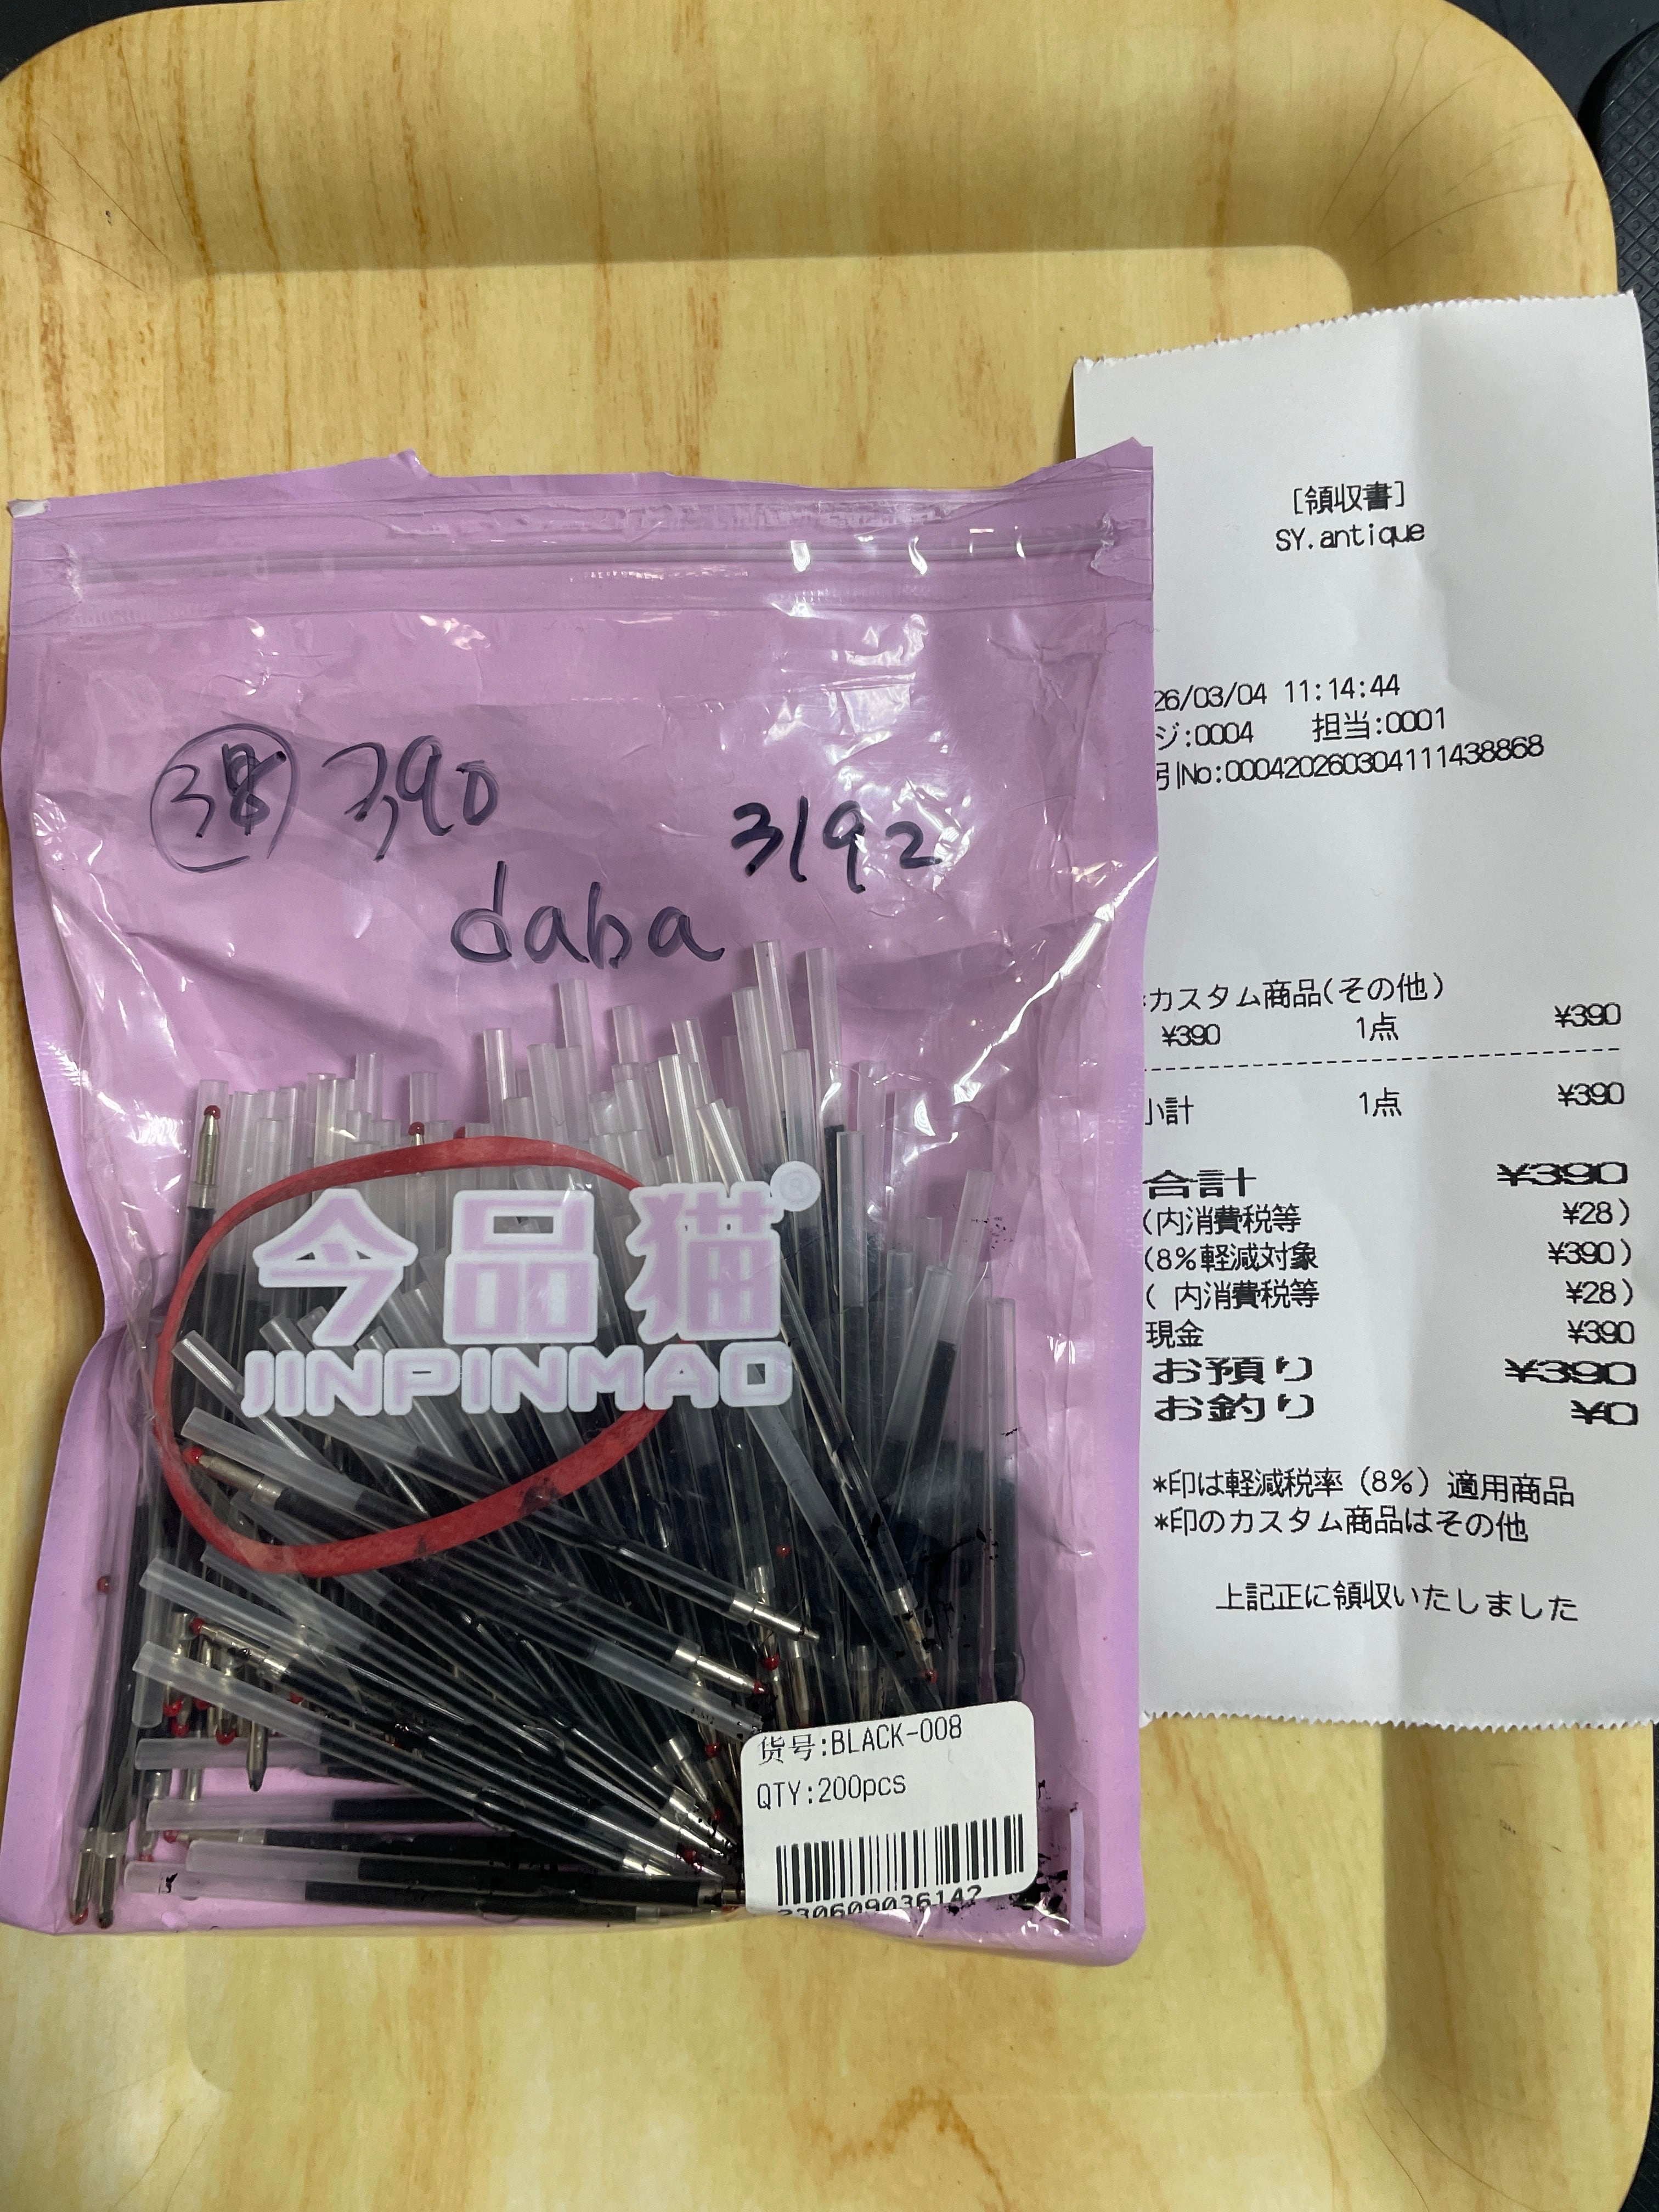 ㊳ 390
3192
daba
今品猫®
JINPINMAO
货号:BLACK-008
QTY:200pcs
[領収書]
SY.antique
26/03/04 11:14:44
ジ:0004 担当:0001
引No:000420260304111438868
*カスタム商品(その他)
¥390 1点 ¥390
小計 1点 ¥390
合計 ¥390
(内消費税等 ¥28)
(8%軽減対象 ¥390)
( 内消費税等 ¥28)
現金 ¥390
お預り ¥390
お釣り ¥0
*印は軽減税率(8%)適用商品
*印のカスタム商品はその他
上記正に領収いたしました